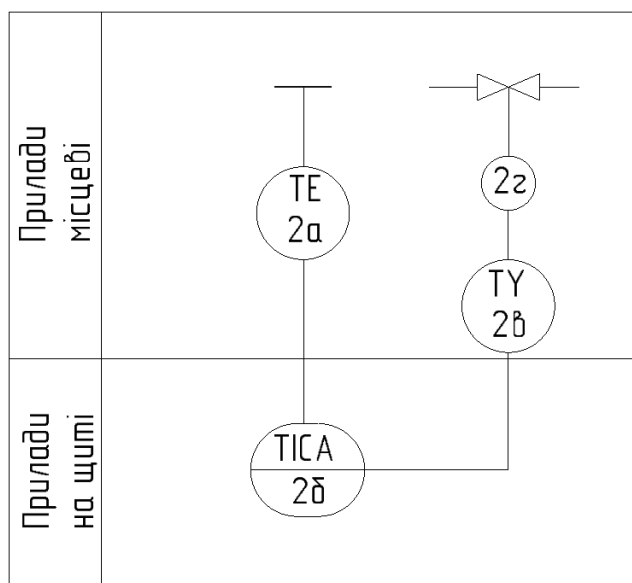 Прилади
місцеві
TE
2а
2г
TY
2в
Прилади
на щиті
TICA
2б